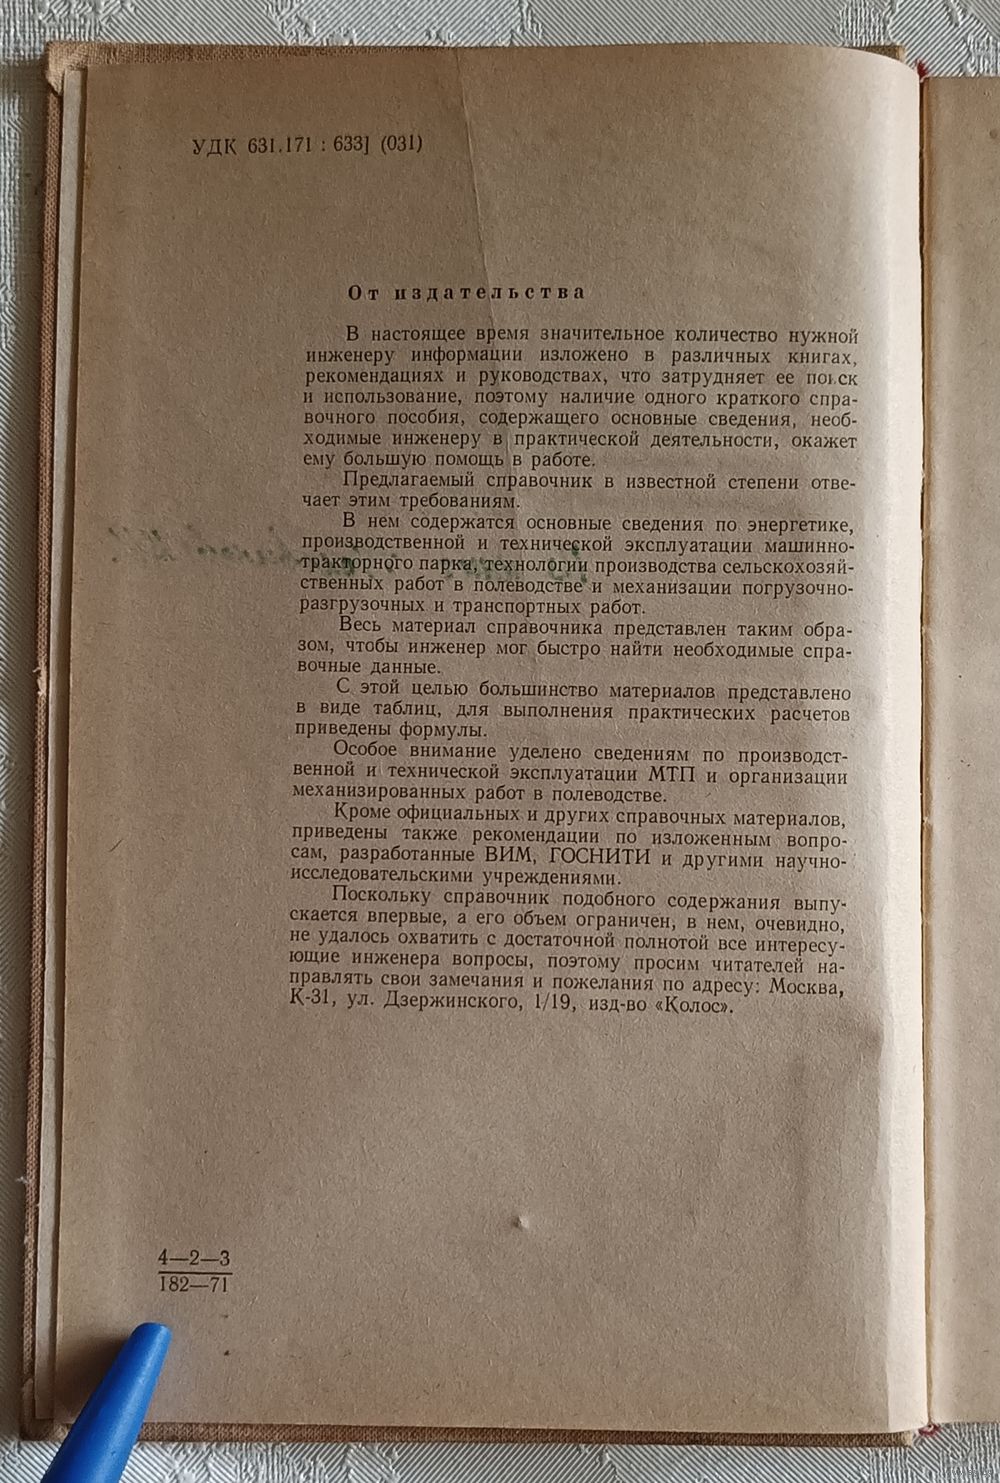 УДК 631.171 : 633] (031)
От издательства
В настоящее время значительное количество нужной
инженеру информации изложено в различных книгах,
рекомендациях и руководствах, что затрудняет ее поиск
и использование, поэтому наличие одного краткого спра-
вочного пособия, содержащего основные сведения, необ-
ходимые инженеру в практической деятельности, окажет
ему большую помощь в работе.
Предлагаемый справочник в известной степени отве-
чает этим требованиям.
В нем содержатся основные сведения по энергетике,
производственной и технической эксплуатации машинно-
тракторного парка, технологии производства сельскохозяй-
ственных работ в полеводстве и механизации погрузочно-
разгрузочных и транспортных работ.
Весь материал справочника представлен таким обра-
зом, чтобы инженер мог быстро найти необходимые спра-
вочные данные.
С этой целью большинство материалов представлено
в виде таблиц, для выполнения практических расчетов
приведены формулы.
Особое внимание уделено сведениям по производст-
венной и технической эксплуатации МТП и организации
механизированных работ в полеводстве.
Кроме официальных и других справочных материалов,
приведены также рекомендации по изложенным вопро-
сам, разработанные ВИМ, ГОСНИТИ и другими научно-
исследовательскими учреждениями.
Поскольку справочник подобного содержания выпу-
скается впервые, а его объем ограничен, в нем, очевидно,
не удалось охватить с достаточной полнотой все интересу-
ющие инженера вопросы, поэтому просим читателей на-
правлять свои замечания и пожелания по адресу: Москва,
К-31, ул. Дзержинского, 1/19, изд-во «Колос».
4—2—3
182—71